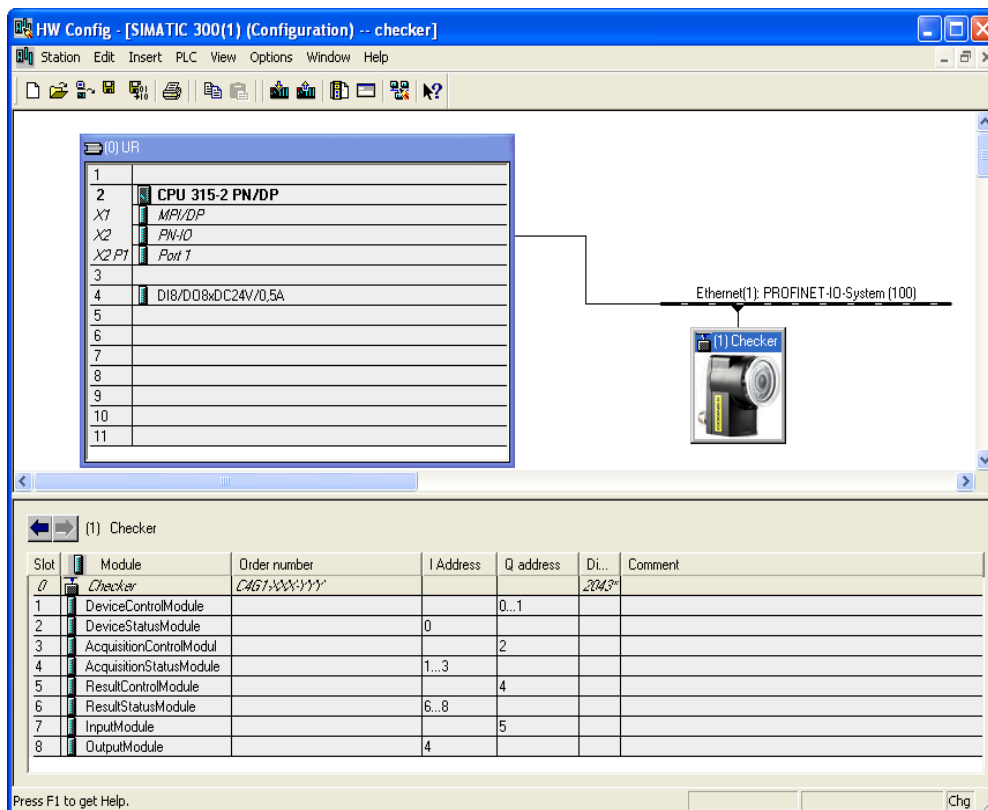 HW Config - [SIMATIC 300(1) (Configuration) -- checker]
Station Edit Insert PLC View Options Window Help
(0) UR
1
2 CPU 315-2 PN/DP
X1 MPI/DP
X2 PN-IO
X2 P1 Port 1
3
4 DI8/DO8xDC24V/0,5A
5
6
7
8
9
10
11
Ethernet(1): PROFINET-IO-System (100)
(1) Checker
COGNEX
(1) Checker
Slot Module Order number I Address Q address Di... Comment
0 Checker C4G1-XXX-YYY 2043*
1 DeviceControlModule 0...1
2 DeviceStatusModule 0
3 AcquisitionControlModul 2
4 AcquisitionStatusModule 1...3
5 ResultControlModule 4
6 ResultStatusModule 6...8
7 InputModule 5
8 OutputModule 4
Press F1 to get Help. Chg